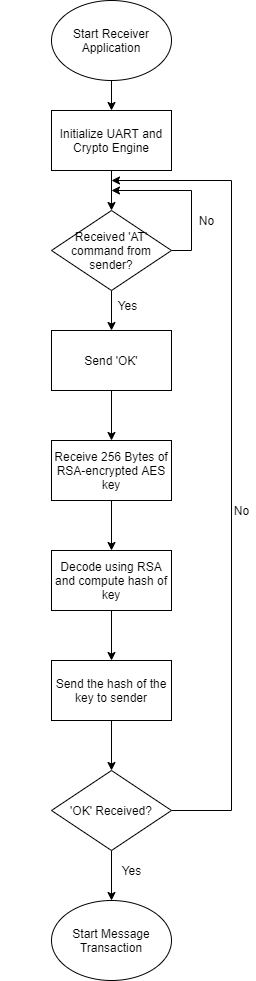 Start Receiver
Application
Initialize UART and
Crypto Engine
Received 'AT'
command from
sender?
No
Yes
Send 'OK'
Receive 256 Bytes of
RSA-encrypted AES
key
No
Decode using RSA
and compute hash of
key
Send the hash of the
key to sender
'OK' Received?
Yes
Start Message
Transaction